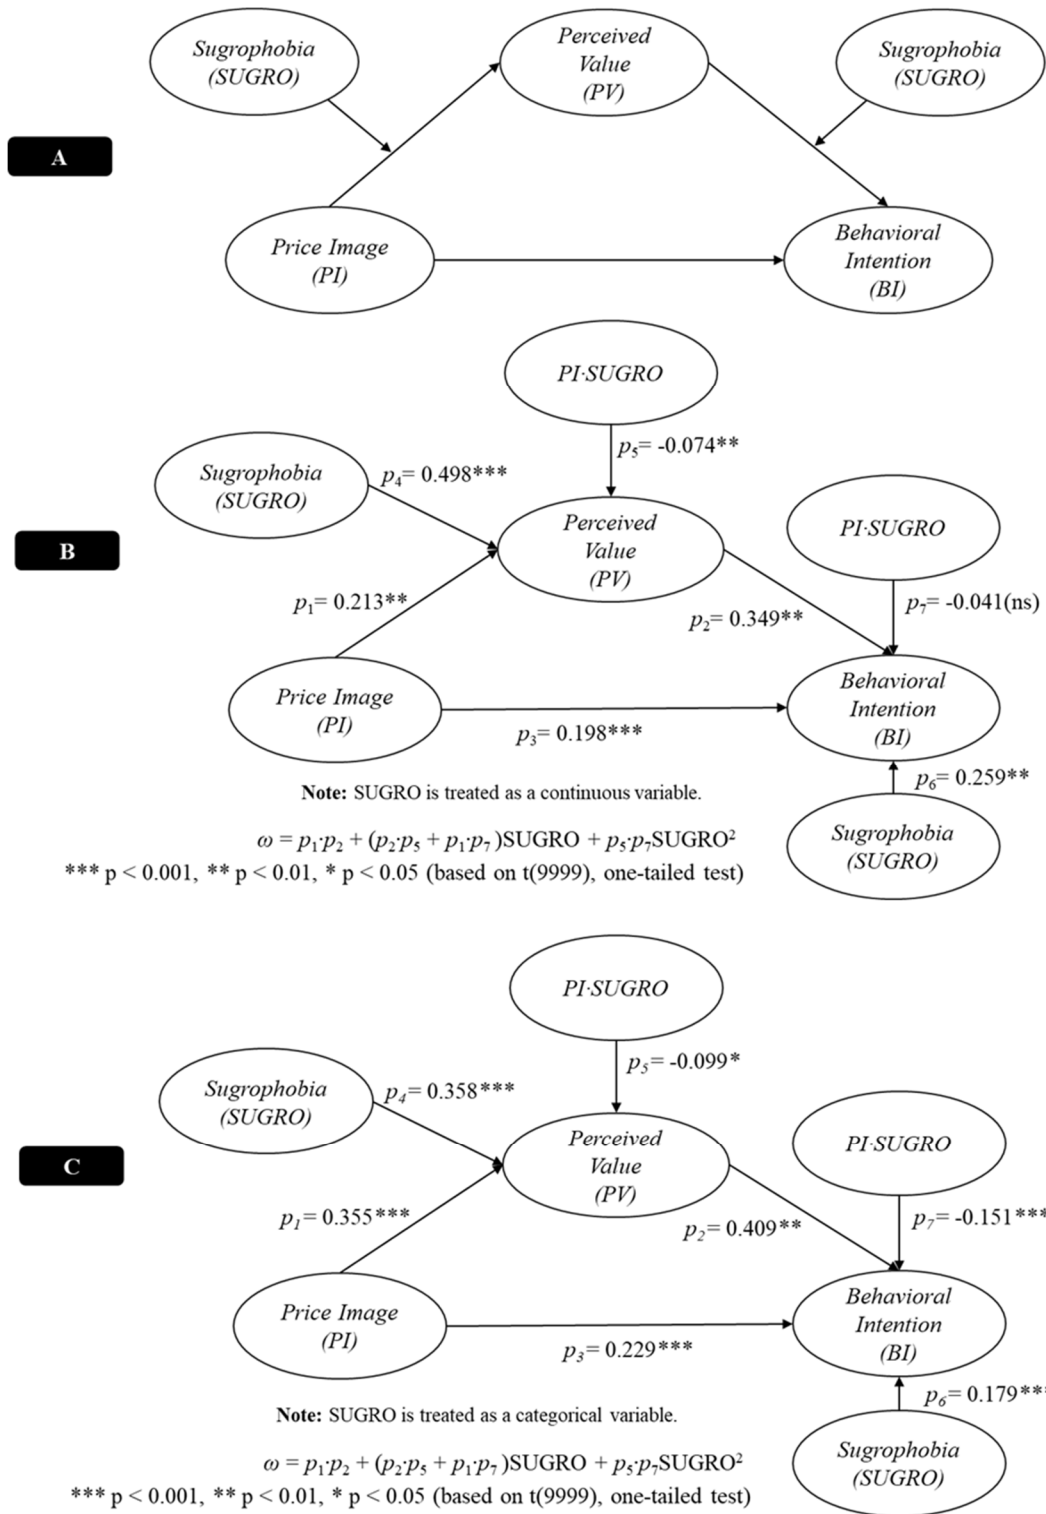 Sugrophobia
(SUGRO)
Perceived
Value
(PV)
Sugrophobia
(SUGRO)
A
Price Image
(PI)
Behavioral
Intention
(BI)
PI·SUGRO
p5= -0.074**
Sugrophobia
(SUGRO)
p4= 0.498***
Perceived
Value
(PV)
PI·SUGRO
B
p1= 0.213**
p2= 0.349**
p7= -0.041(ns)
Price Image
(PI)
p3= 0.198***
Behavioral
Intention
(BI)
p6= 0.259**
Note: SUGRO is treated as a continuous variable.
ω = p1·p2 + (p2·p5 + p1·p7)SUGRO + p5·p7SUGRO²
*** p < 0.001, ** p < 0.01, * p < 0.05 (based on t(9999), one-tailed test)
Sugrophobia
(SUGRO)
PI·SUGRO
p5= -0.099*
Sugrophobia
(SUGRO)
p4= 0.358***
Perceived
Value
(PV)
PI·SUGRO
C
p1= 0.355***
p2= 0.409**
p7= -0.151***
Price Image
(PI)
p3= 0.229***
Behavioral
Intention
(BI)
p6= 0.179***
Note: SUGRO is treated as a categorical variable.
ω = p1·p2 + (p2·p5 + p1·p7)SUGRO + p5·p7SUGRO²
*** p < 0.001, ** p < 0.01, * p < 0.05 (based on t(9999), one-tailed test)
Sugrophobia
(SUGRO)